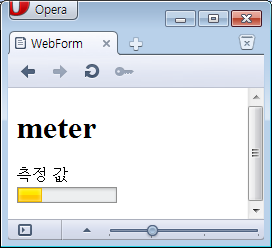 Opera
WebForm
meter
측정 값